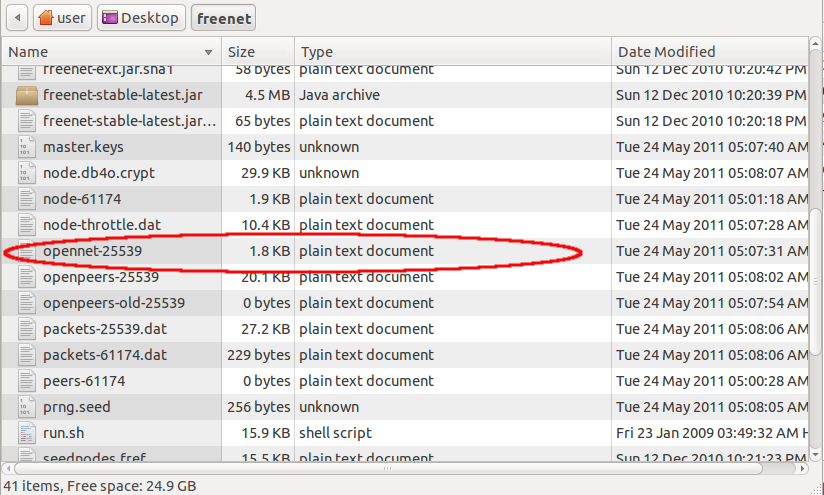 user Desktop freenet
Name Size Type Date Modified
freenet-ext.jar.sha1 58 bytes plain text document Sun 12 Dec 2010 10:20:42 PM
freenet-stable-latest.jar 4.5 MB Java archive Sun 12 Dec 2010 10:20:39 PM
freenet-stable-latest.jar... 65 bytes plain text document Sun 12 Dec 2010 10:20:18 PM
master.keys 140 bytes unknown Tue 24 May 2011 05:07:40 AM
node.db4o.crypt 29.9 KB unknown Tue 24 May 2011 05:08:07 AM
node-61174 1.9 KB plain text document Tue 24 May 2011 05:01:18 AM
node-throttle.dat 10.4 KB plain text document Tue 24 May 2011 05:07:28 AM
opennet-25539 1.8 KB plain text document Tue 24 May 2011 05:07:31 AM
openpeers-25539 20.1 KB plain text document Tue 24 May 2011 05:08:02 AM
openpeers-old-25539 0 bytes plain text document Tue 24 May 2011 05:07:54 AM
packets-25539.dat 27.2 KB plain text document Tue 24 May 2011 05:08:06 AM
packets-61174.dat 229 bytes plain text document Tue 24 May 2011 05:08:06 AM
peers-61174 0 bytes plain text document Tue 24 May 2011 05:00:28 AM
prng.seed 256 bytes unknown Tue 24 May 2011 05:08:05 AM
run.sh 15.9 KB shell script Fri 23 Jan 2009 03:49:32 AM H
seednodes.fref 15.5 KB plain text document Sun 12 Dec 2010 10:21:23 PM
41 items, Free space: 24.9 GB